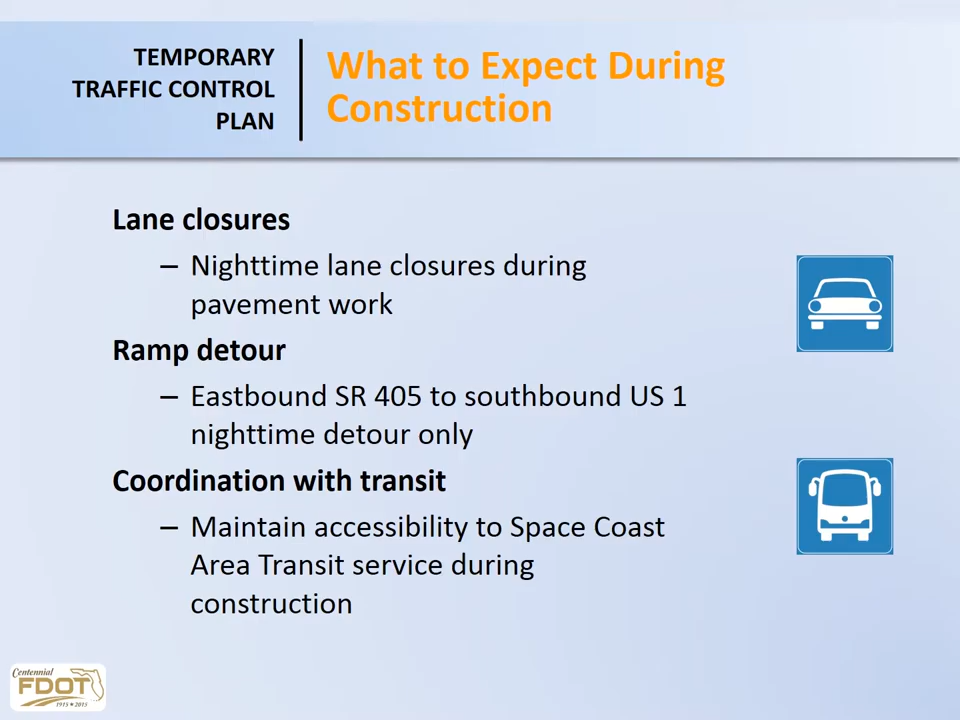 TEMPORARY
TRAFFIC CONTROL
PLAN
What to Expect During
Construction
Lane closures
– Nighttime lane closures during
pavement work
Ramp detour
– Eastbound SR 405 to southbound US 1
nighttime detour only
Coordination with transit
– Maintain accessibility to Space Coast
Area Transit service during
construction
Centennial
FDOT
1915 ★ 2015